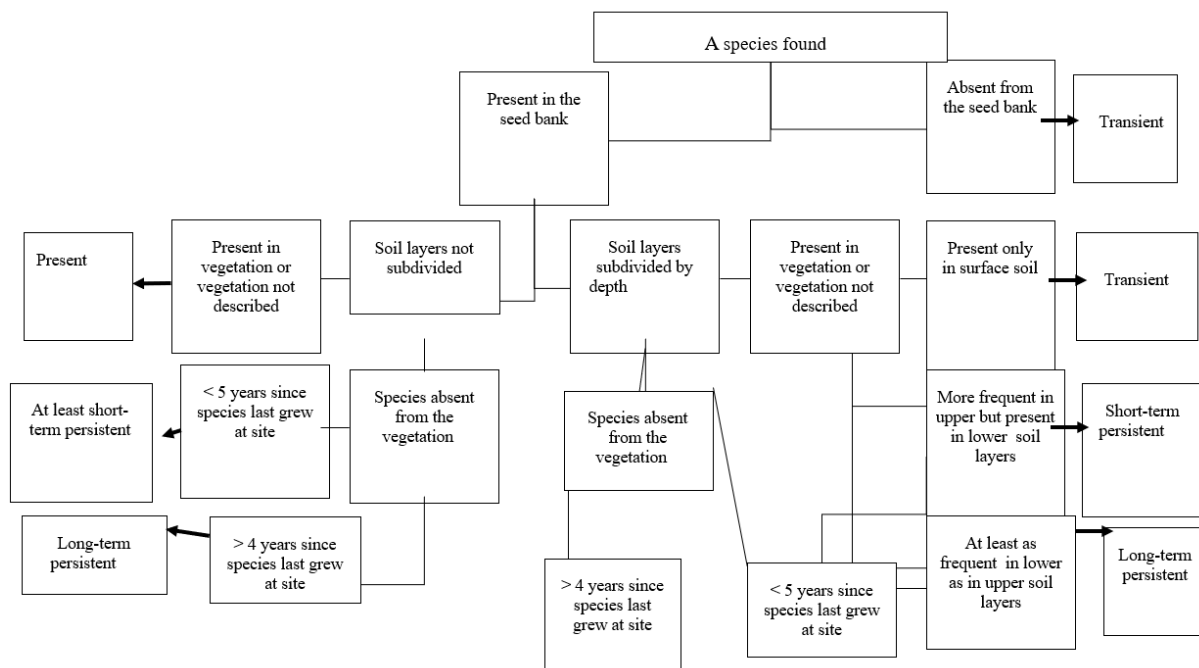 A species found
Present in the
seed bank
Absent from
the seed bank
Transient
Present
Present in
vegetation or
vegetation not
described
Soil layers not
subdivided
Soil layers
subdivided by
depth
Present in
vegetation or
vegetation not
described
Present only
in surface soil
Transient
At least short-
term persistent
< 5 years since
species last grew
at site
Species absent
from the
vegetation
Species absent
from the
vegetation
More frequent in
upper but present
in lower soil
layers
Short-term
persistent
Long-term
persistent
> 4 years since
species last grew
at site
> 4 years since
species last grew
at site
< 5 years since
species last grew
at site
At least as
frequent in lower
as in upper soil
layers
Long-term
persistent